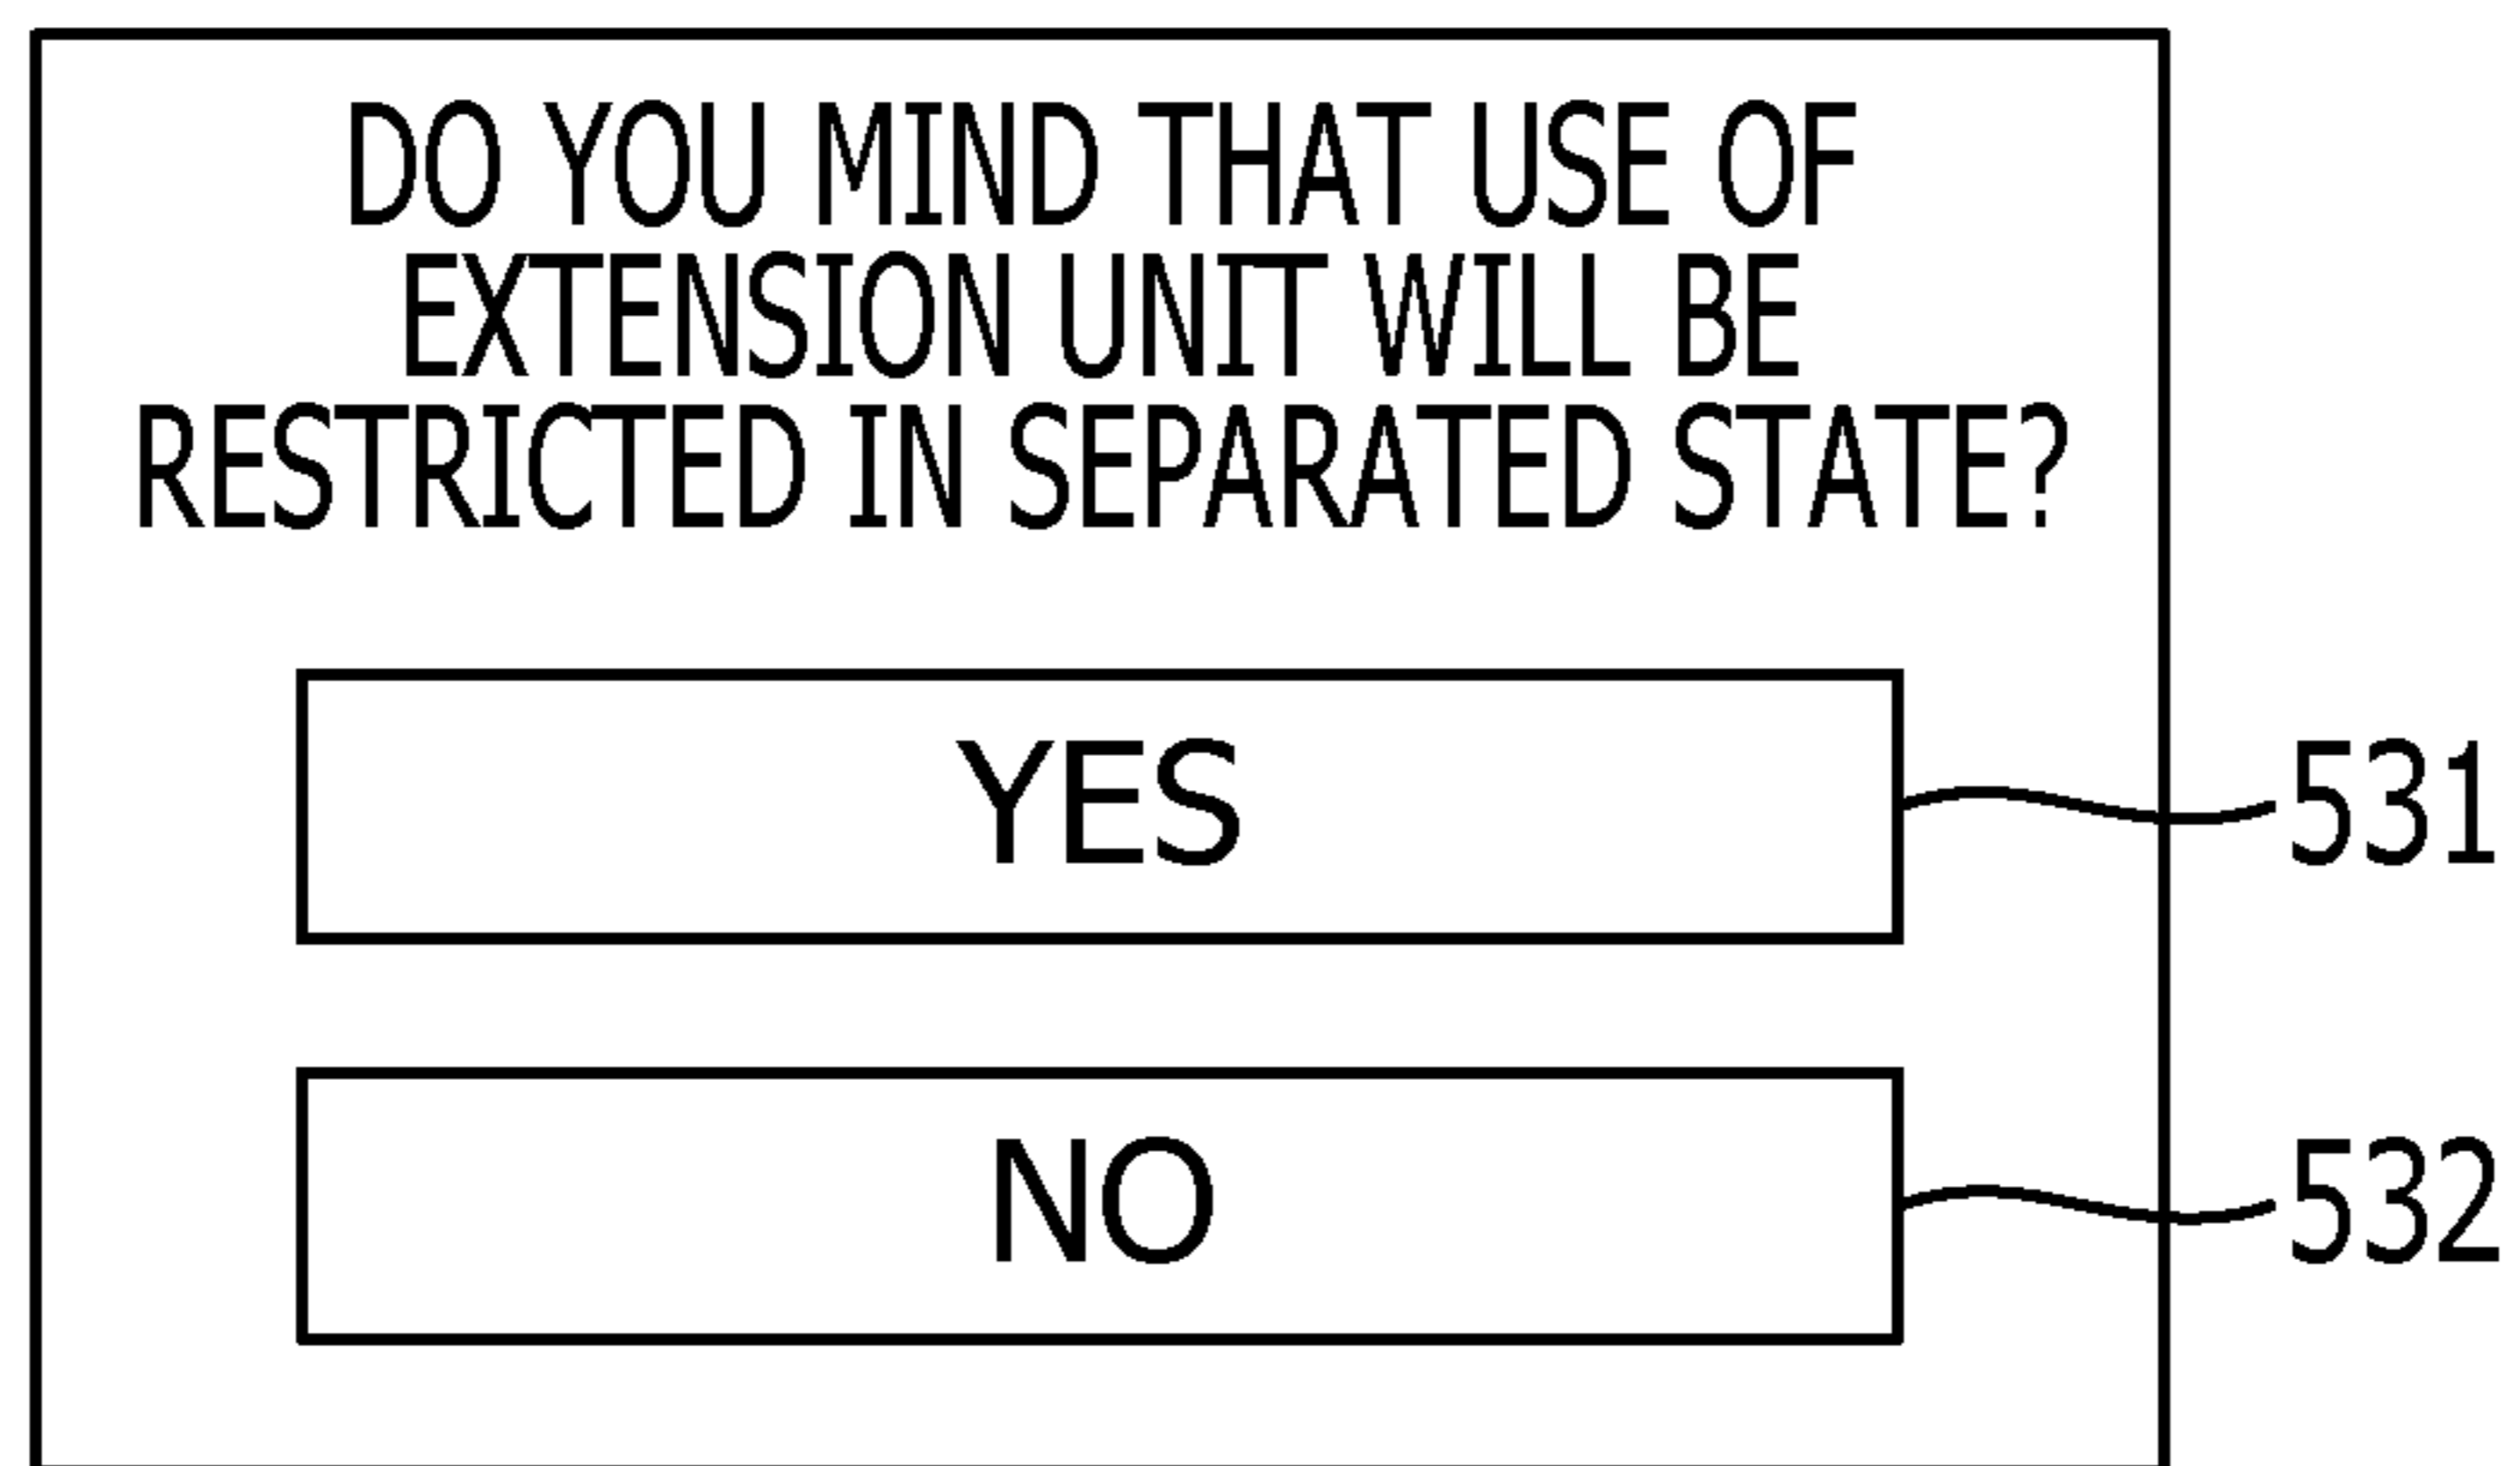 DO YOU MIND THAT USE OF
EXTENSION UNIT WILL BE
RESTRICTED IN SEPARATED STATE?
YES
531
NO
532